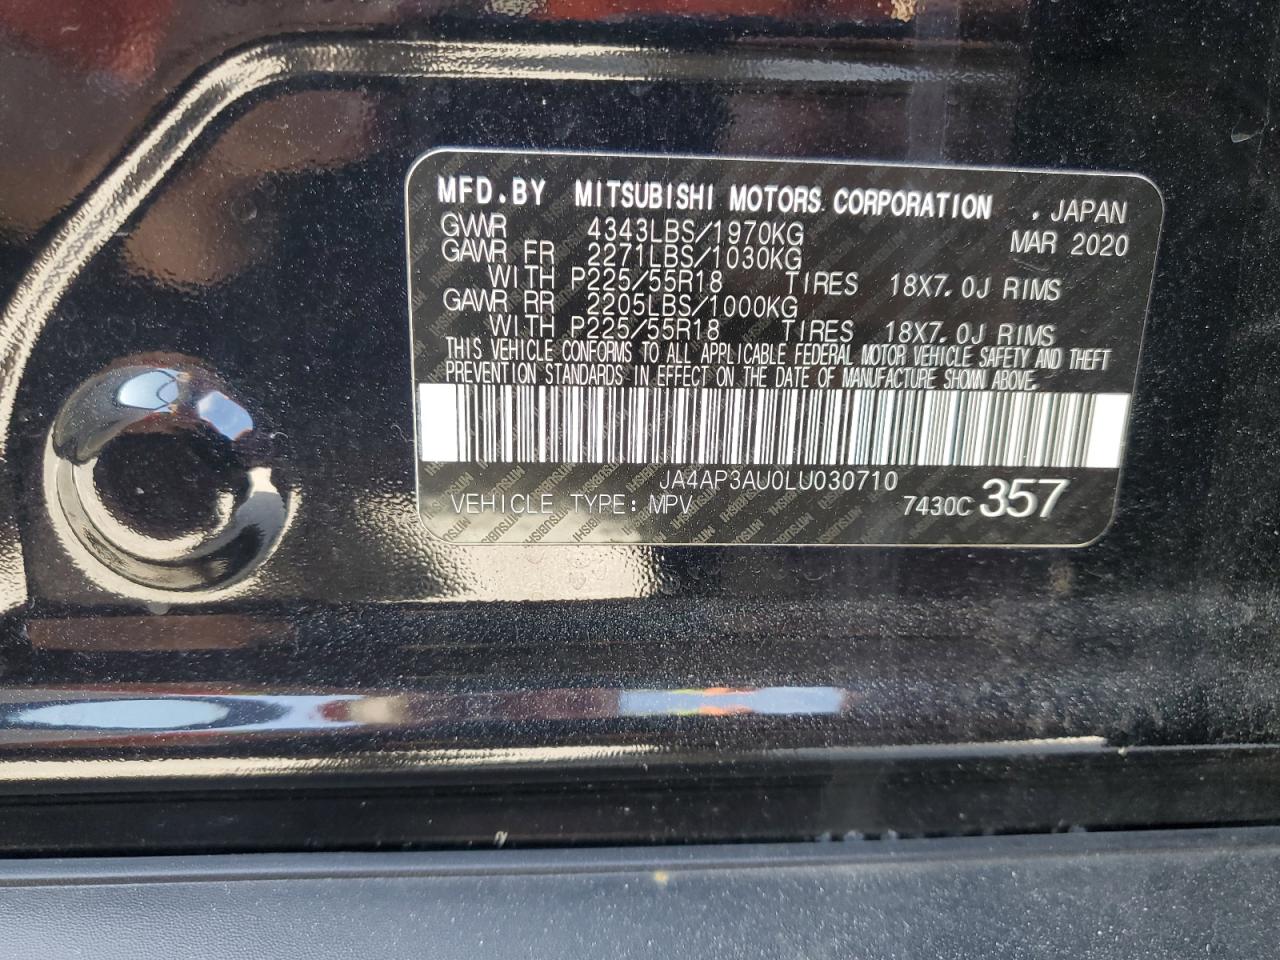 MFD.BY MITSUBISHI MOTORS CORPORATION , JAPAN
GVWR 4343LBS/1970KG MAR 2020
GAWR FR 2271LBS/1030KG
WITH P225/55R18 TIRES 18X7.0J RIMS
GAWR RR 2205LBS/1000KG
WITH P225/55R18 TIRES 18X7.0J RIMS
THIS VEHICLE CONFORMS TO ALL APPLICABLE FEDERAL MOTOR VEHICLE SAFETY AND THEFT
PREVENTION STANDARDS IN EFFECT ON THE DATE OF MANUFACTURE SHOWN ABOVE.
JA4AP3AU0LU030710
VEHICLE TYPE: MPV 7430C 357